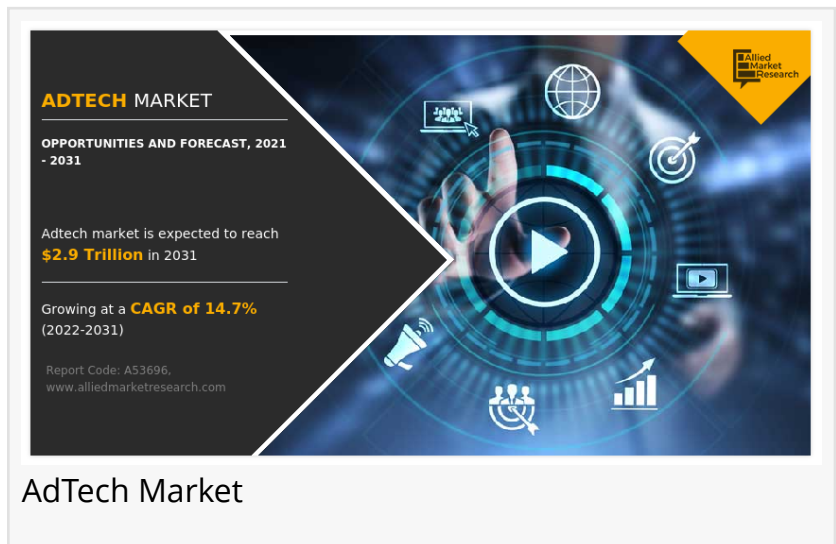 ADTECH MARKET
OPPORTUNITIES AND FORECAST, 2021
- 2031
Adtech market is expected to reach
$2.9 Trillion in 2031
Growing at a CAGR of 14.7%
(2022-2031)
Report Code: A53696,
www.alliedmarketresearch.com
Allied
Market
Research
AdTech Market